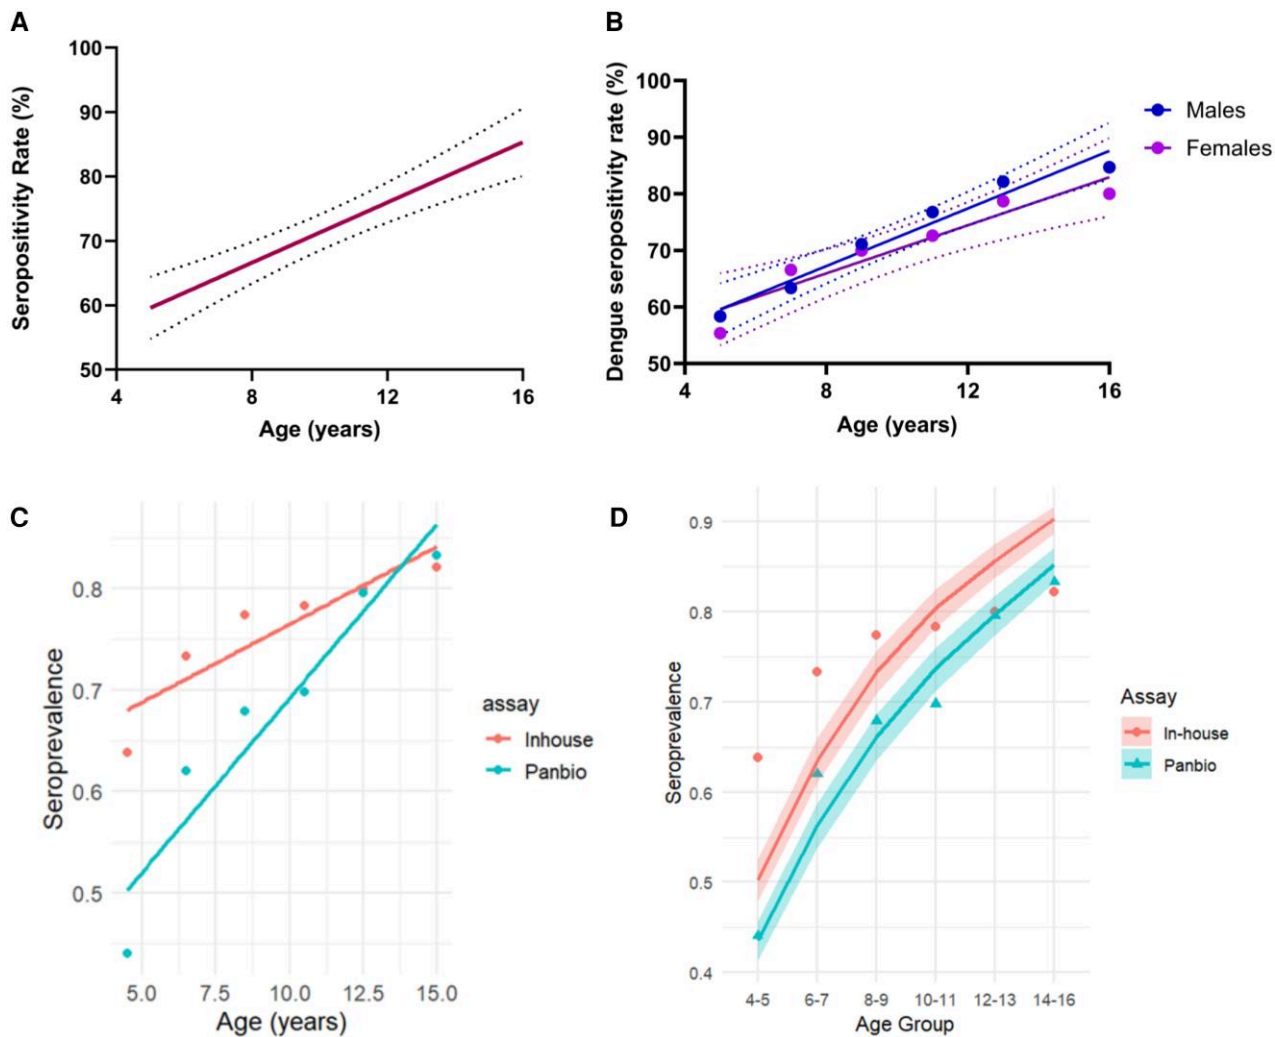 A
100
90
80
70
60
50
Seropositivity Rate (%)
4 8 12 16
Age (years)
B
100
90
80
70
60
50
Dengue seropositivity rate (%)
4 8 12 16
Age (years)
Males
Females
C
0.8
0.7
0.6
0.5
Seroprevalence
5.0 7.5 10.0 12.5 15.0
Age (years)
assay
Inhouse
Panbio
D
0.9
0.8
0.7
0.6
0.5
0.4
Seroprevalence
4-5 6-7 8-9 10-11 12-13 14-16
Age Group
Assay
In-house
Panbio